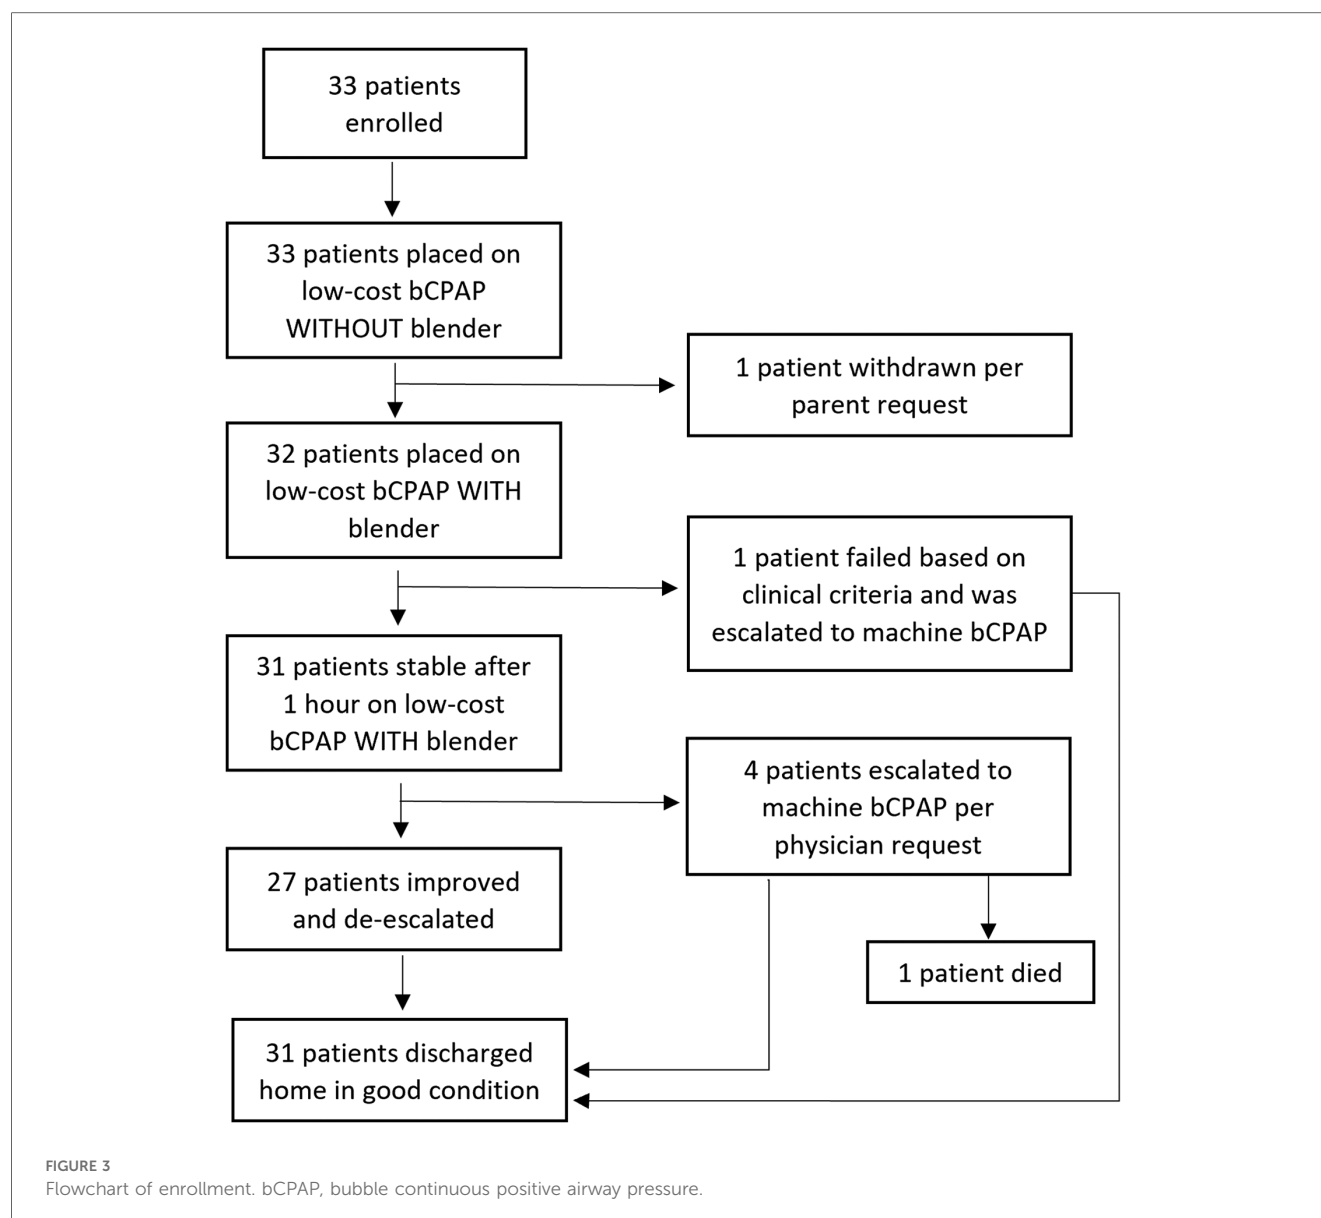 33 patients
enrolled
33 patients placed on
low-cost bCPAP
WITHOUT blender
1 patient withdrawn per
parent request
32 patients placed on
low-cost bCPAP WITH
blender
1 patient failed based on
clinical criteria and was
escalated to machine bCPAP
31 patients stable after
1 hour on low-cost
bCPAP WITH blender
4 patients escalated to
machine bCPAP per
physician request
27 patients improved
and de-escalated
1 patient died
31 patients discharged
home in good condition
FIGURE 3
Flowchart of enrollment. bCPAP, bubble continuous positive airway pressure.